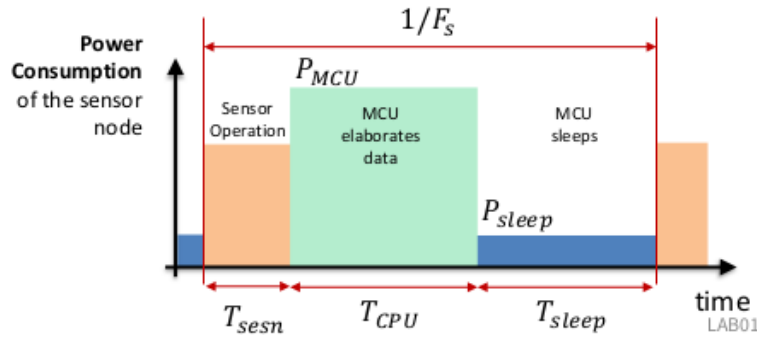 1/F_s
Power
Consumption
of the sensor
node
P_MCU
Sensor
Operation
MCU
elaborates
data
MCU
sleeps
P_sleep
T_sesn
T_CPU
T_sleep
time
LAB01